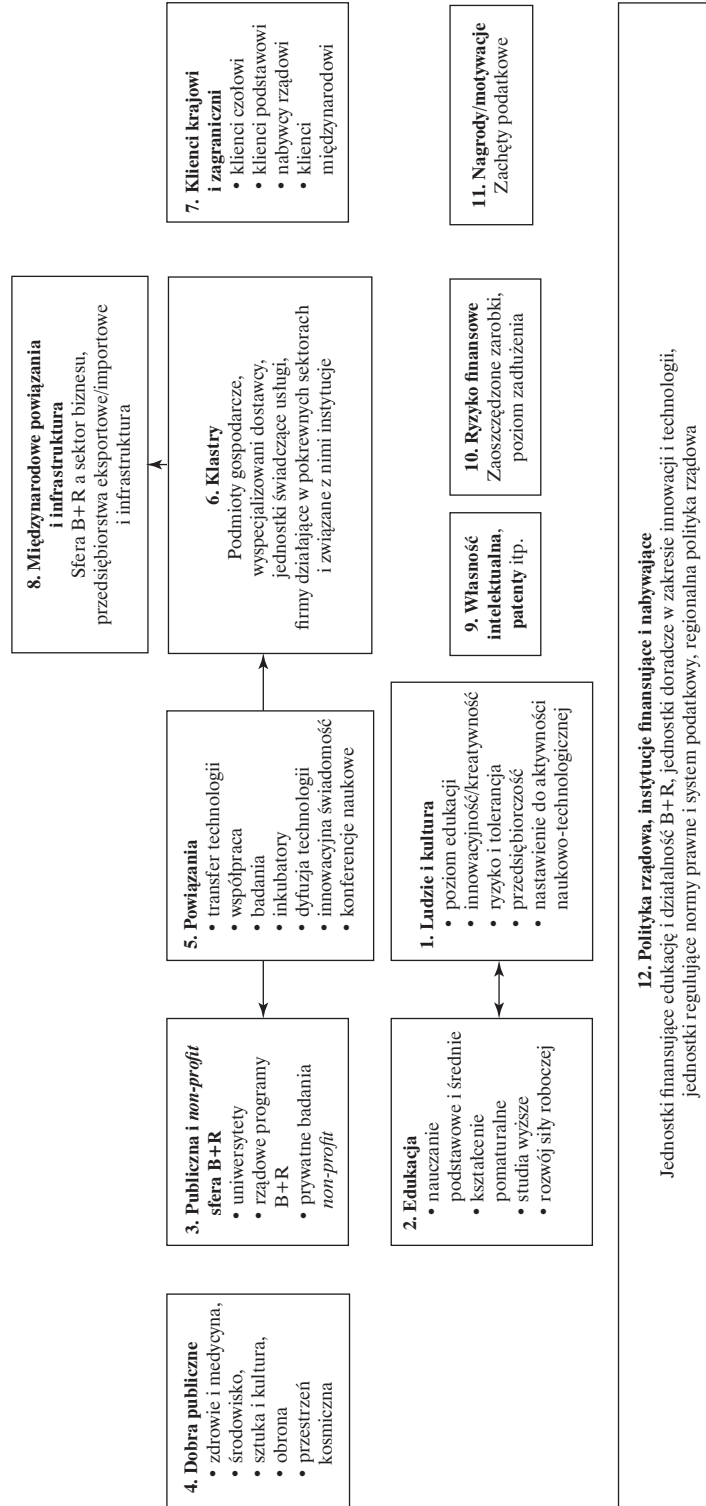 8. Międzynarodowe powiązania
i infrastruktura
Sfera B+R a sektor biznesu,
przedsiębiorstwa eksportowe/importowe
i infrastruktura
4. Dobra publiczne
• zdrowie i medycyna,
• środowisko,
• sztuka i kultura,
• obrona
• przestrzeń
kosmiczna
3. Publiczna i non-profit
sfera B+R
• uniwersytety
• rządowe programy
B+R
• prywatne badania
non-profit
5. Powiązania
• transfer technologii
• współpraca
• badania
• inkubatory
• dyfuzja technologii
• innowacyjna świadomość
• konferencje naukowe
6. Klastry
Podmioty gospodarcze,
wyspecjalizowani dostawcy,
jednostki świadczące usługi,
firmy działające w pokrewnych sektorach
i związane z nimi instytucje
7. Klienci krajowi
i zagraniczni
• klienci czołowi
• klienci podstawowi
• nabywcy rządowi
• klienci
międzynarodowi
2. Edukacja
• nauczanie
podstawowe i średnie
• kształcenie
pomaturalne
• studia wyższe
• rozwój siły roboczej
1. Ludzie i kultura
• poziom edukacji
• innowacyjność/kreatywność
• ryzyko i tolerancja
• przedsiębiorczość
• nastawienie do aktywności
naukowo-technologicznej
9. Własność
intelektualna,
patenty itp.
10. Ryzyko finansowe
Zaoszczędzone zarobki,
poziom zadłużenia
11. Nagrody/motywacje
Zachęty podatkowe
12. Polityka rządowa, instytucje finansujące i nabywające
Jednostki finansujące edukację i działalność B+R, jednostki doradcze w zakresie innowacji i technologii,
jednostki regulujące normy prawne i system podatkowy, regionalna polityka rządowa